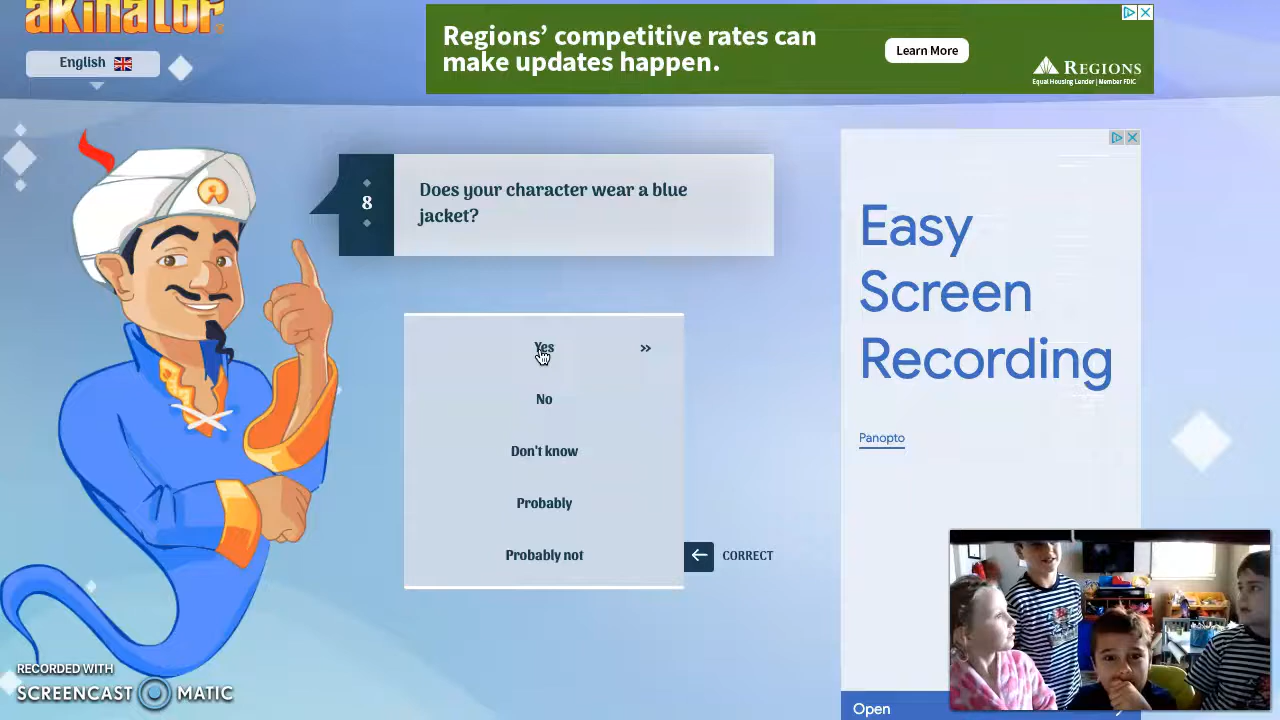 akinator
English
Regions' competitive rates can
make updates happen.
Learn More
REGIONS
Equal Housing Lender | Member FDIC
8
Does your character wear a blue
jacket?
Yes
No
Don't know
Probably
Probably not
CORRECT
Easy
Screen
Recording
Panopto
Open
RECORDED WITH
SCREENCAST MATIC